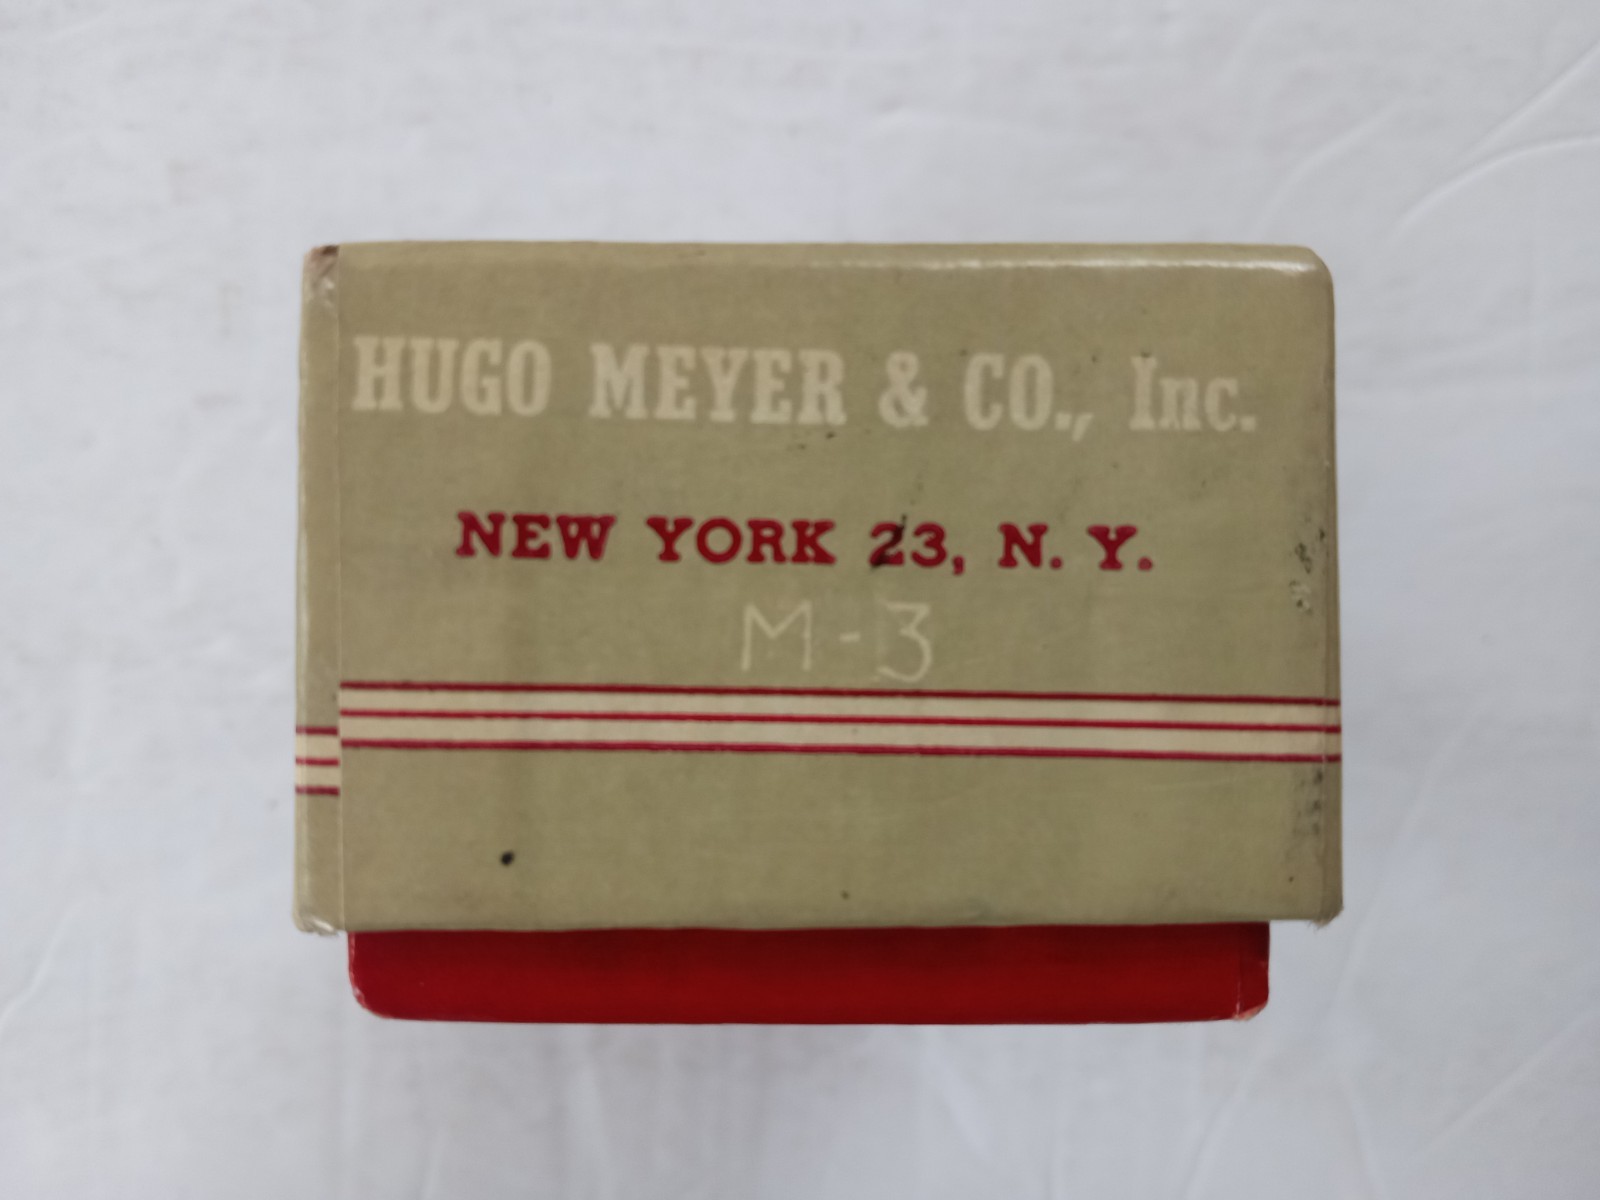 HUGO MEYER & CO., Inc.
NEW YORK 23, N. Y.
M-3